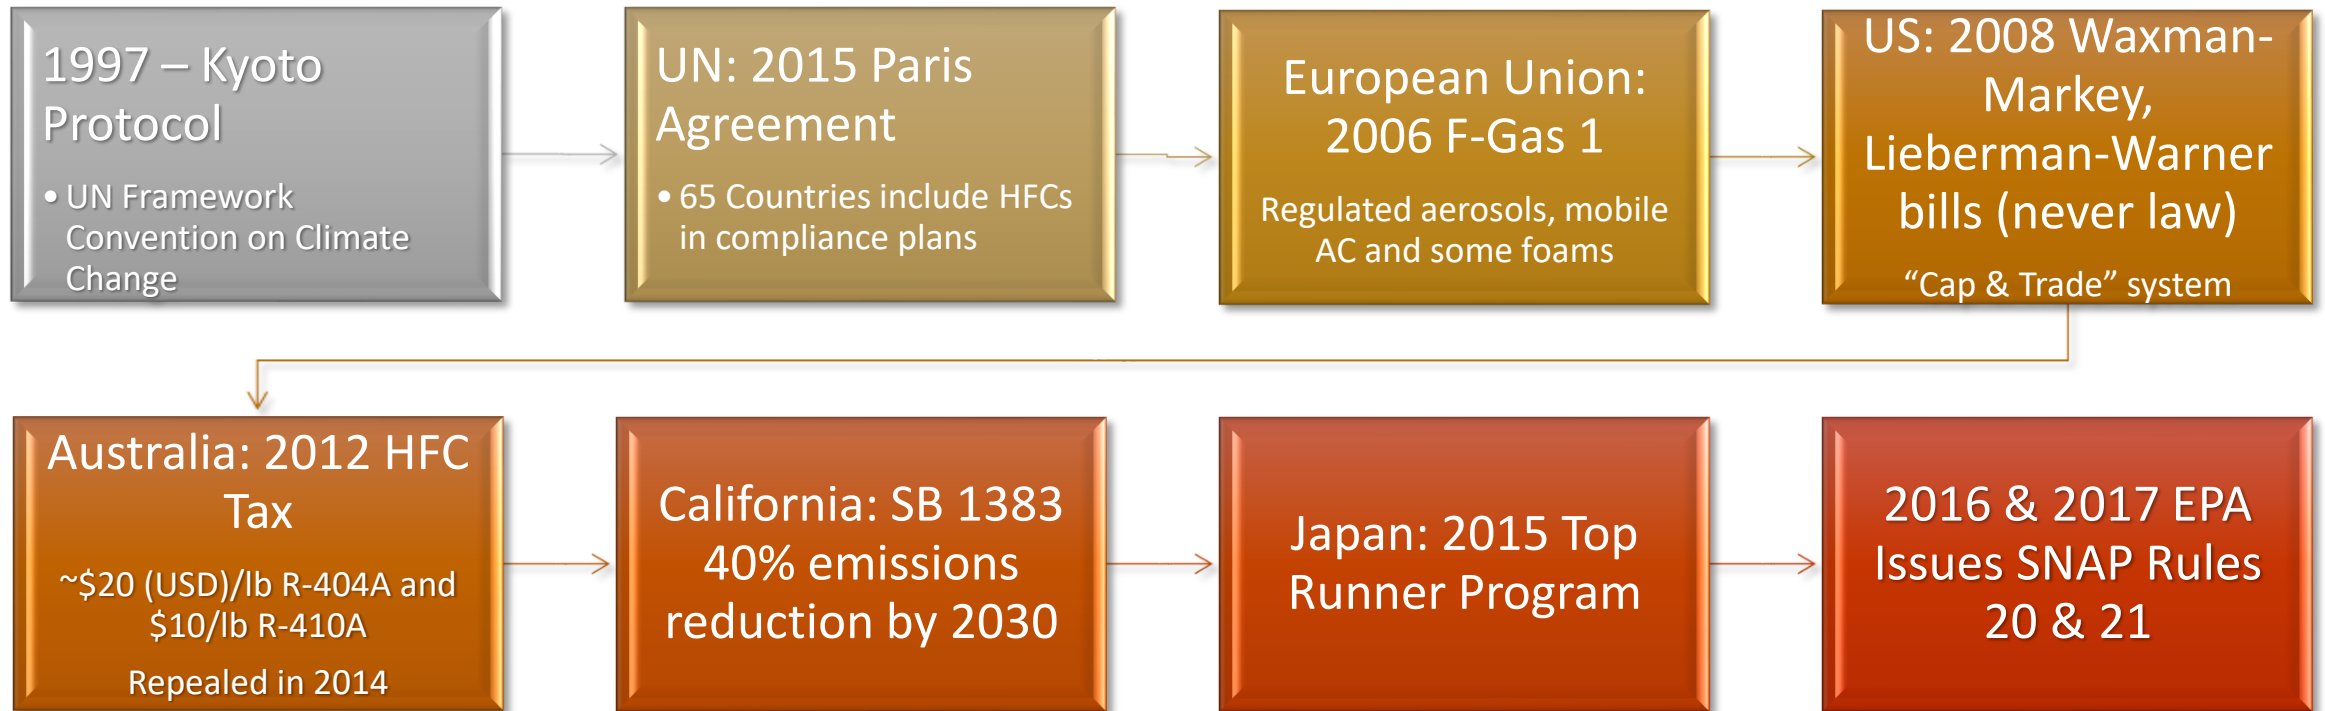 1997 – Kyoto
Protocol
• UN Framework
Convention on Climate
Change
UN: 2015 Paris
Agreement
• 65 Countries include HFCs
in compliance plans
European Union:
2006 F-Gas 1
Regulated aerosols, mobile
AC and some foams
US: 2008 Waxman-
Markey,
Lieberman-Warner
bills (never law)
“Cap & Trade” system
Australia: 2012 HFC
Tax
~$20 (USD)/lb R-404A and
$10/lb R-410A
Repealed in 2014
California: SB 1383
40% emissions
reduction by 2030
Japan: 2015 Top
Runner Program
2016 & 2017 EPA
Issues SNAP Rules
20 & 21